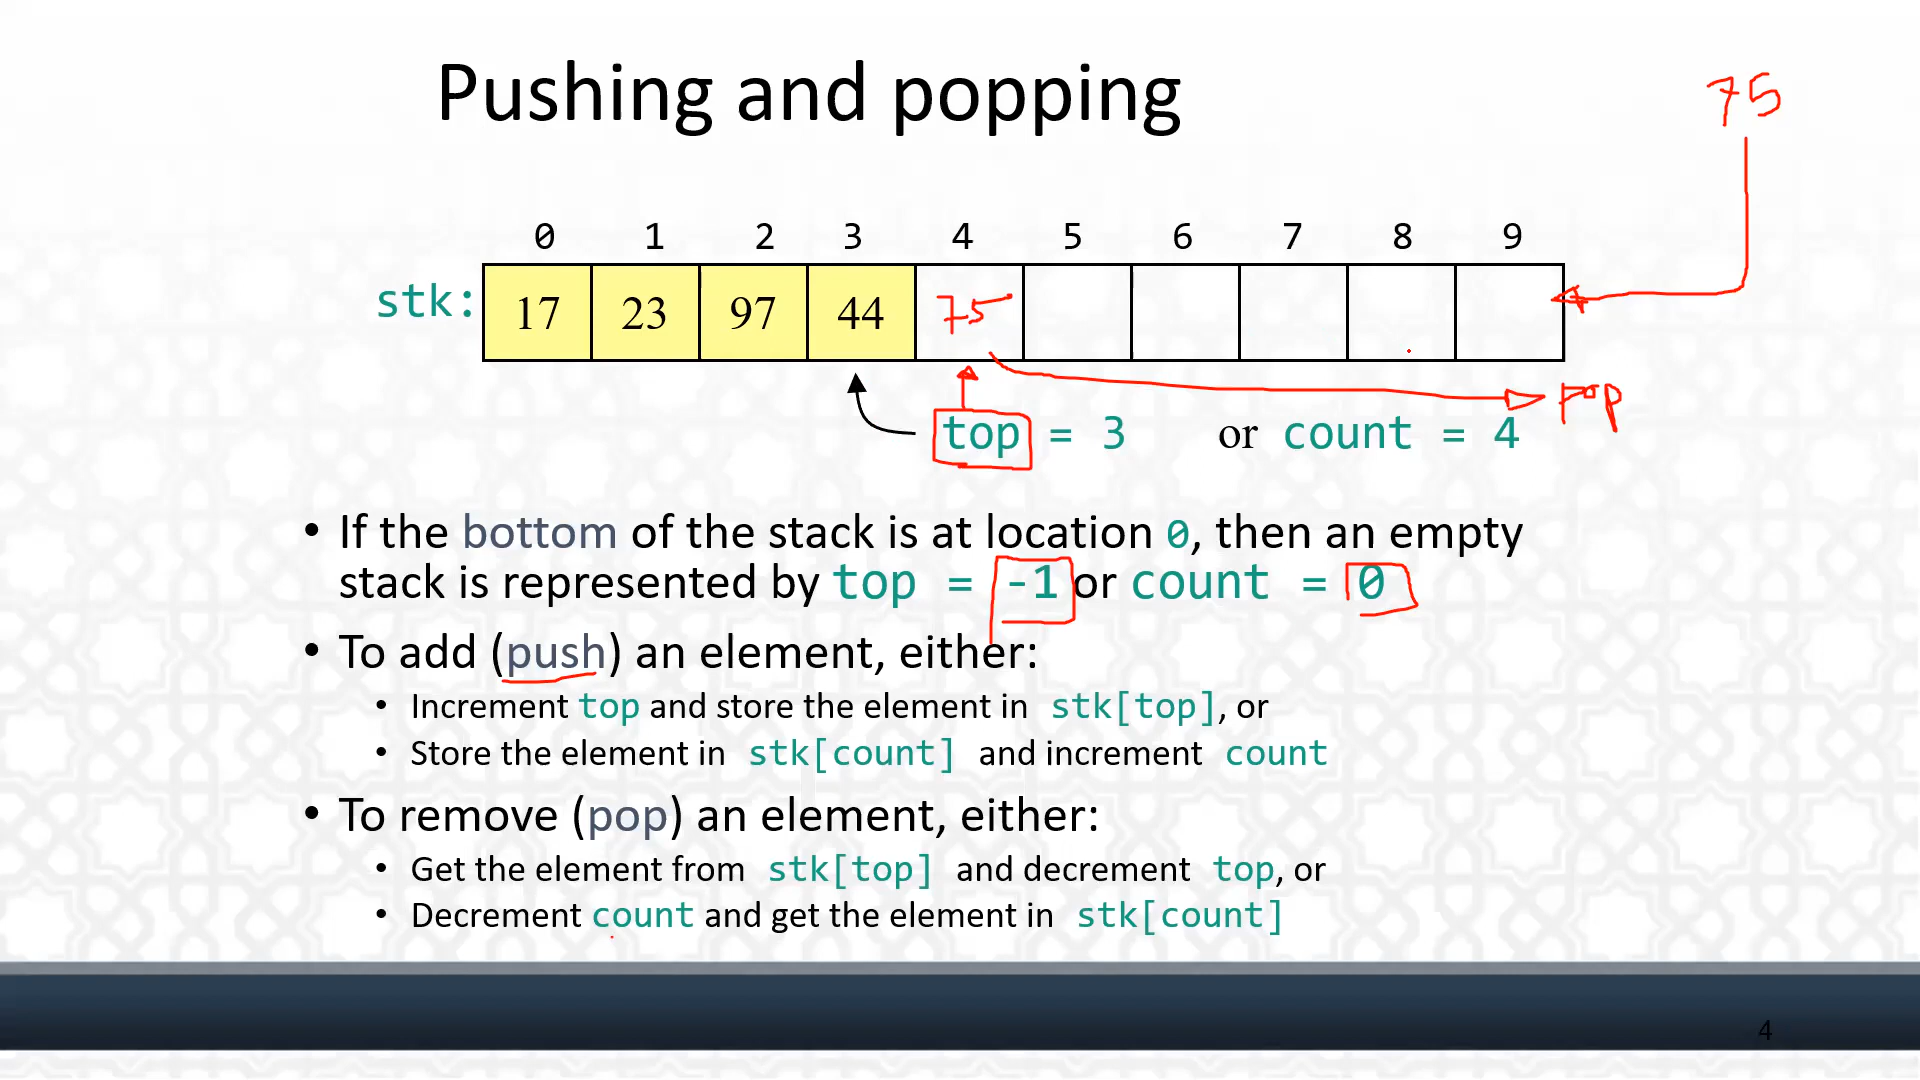 Pushing and popping
75
0 1 2 3 4 5 6 7 8 9
stk: 17 23 97 44 75
pop
top = 3 or count = 4
• If the bottom of the stack is at location 0, then an empty
stack is represented by top = -1 or count = 0
• To add (push) an element, either:
• Increment top and store the element in stk[top], or
• Store the element in stk[count] and increment count
• To remove (pop) an element, either:
• Get the element from stk[top] and decrement top, or
• Decrement count and get the element in stk[count]
4